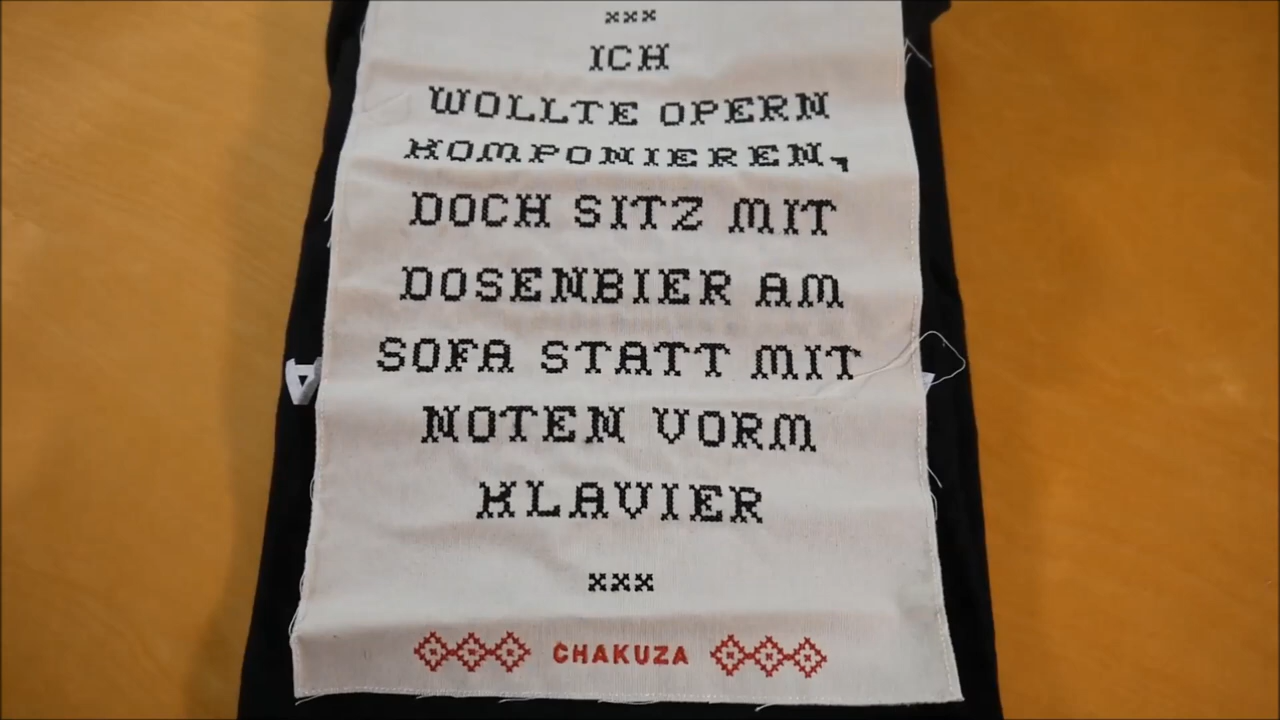 xxx
ICH
WOLLTE OPERN
KOMPONIEREN,
DOCH SITZ MIT
DOSENBIER AM
SOFA STATT MIT
NOTEN VORM
KLAVIER
xxx
CHAKUZA